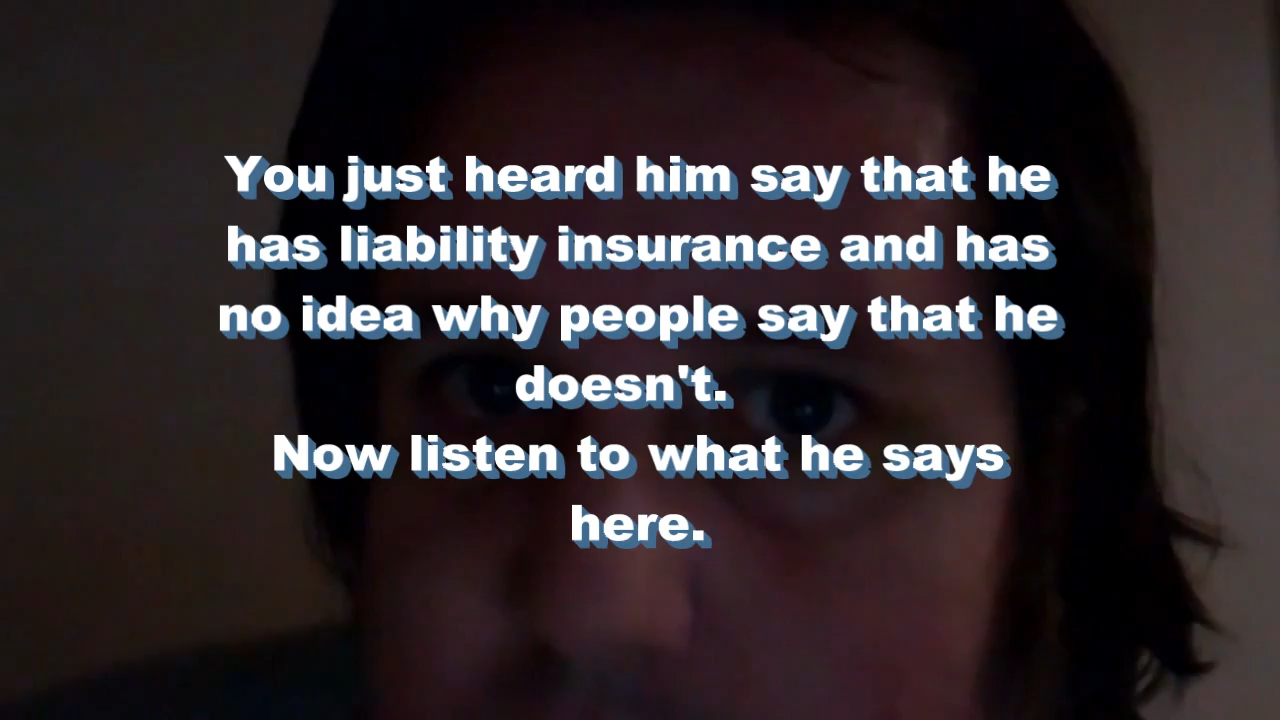 You just heard him say that he
has liability insurance and has
no idea why people say that he
doesn't.
Now listen to what he says
here.